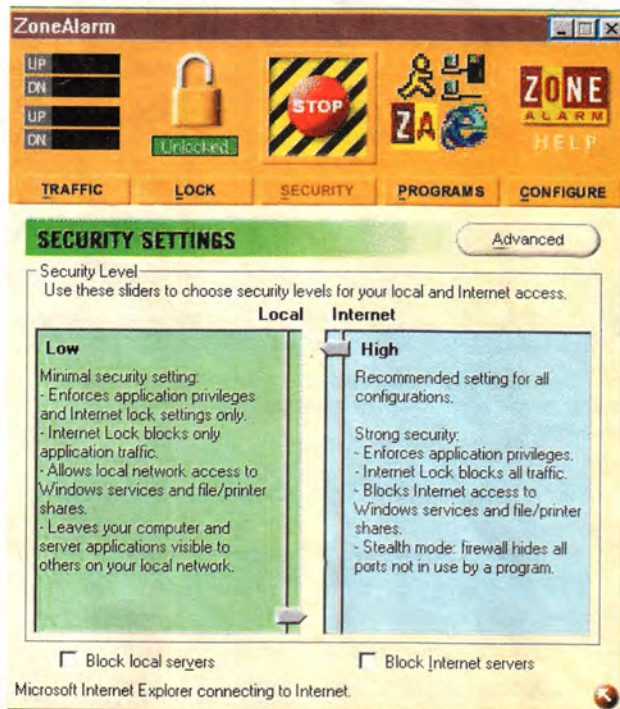 ZoneAlarm
UP
DN
UP
DN
Unlocked
STOP
ZA
ZONE
ALARM
HELP
TRAFFIC
LOCK
SECURITY
PROGRAMS
CONFIGURE
SECURITY SETTINGS
Advanced
Security Level
Use these sliders to choose security levels for your local and Internet access.
Local
Internet
Low
Minimal security setting:
- Enforces application privileges
and Internet lock settings only.
- Internet Lock blocks only
application traffic.
- Allows local network access to
Windows services and file/printer
shares.
- Leaves your computer and
server applications visible to
others on your local network.
High
Recommended setting for all
configurations.
Strong security:
- Enforces application privileges.
- Internet Lock blocks all traffic.
- Blocks Internet access to
Windows services and file/printer
shares.
- Stealth mode: firewall hides all
ports not in use by a program.
Block local servers
Block Internet servers
Microsoft Internet Explorer connecting to Internet.